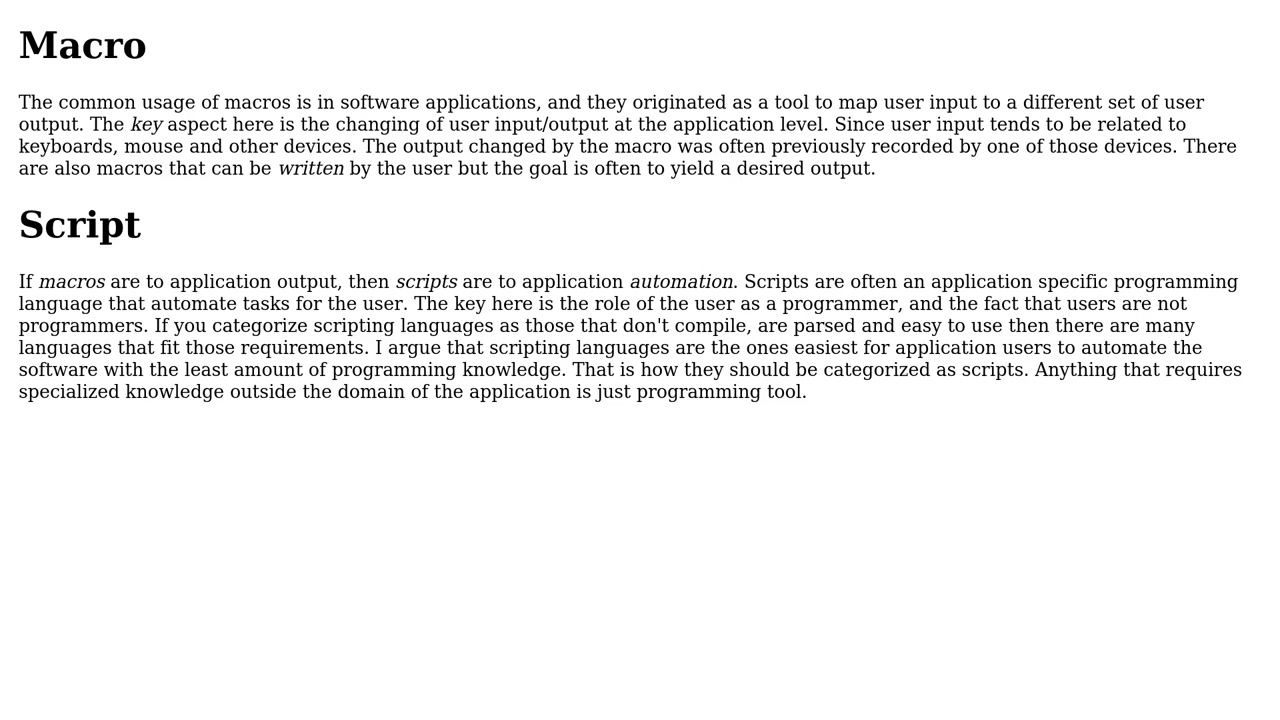 Macro
The common usage of macros is in software applications, and they originated as a tool to map user input to a different set of user
output. The key aspect here is the changing of user input/output at the application level. Since user input tends to be related to
keyboards, mouse and other devices. The output changed by the macro was often previously recorded by one of those devices. There
are also macros that can be written by the user but the goal is often to yield a desired output.
Script
If macros are to application output, then scripts are to application automation. Scripts are often an application specific programming
language that automate tasks for the user. The key here is the role of the user as a programmer, and the fact that users are not
programmers. If you categorize scripting languages as those that don't compile, are parsed and easy to use then there are many
languages that fit those requirements. I argue that scripting languages are the ones easiest for application users to automate the
software with the least amount of programming knowledge. That is how they should be categorized as scripts. Anything that requires
specialized knowledge outside the domain of the application is just programming tool.